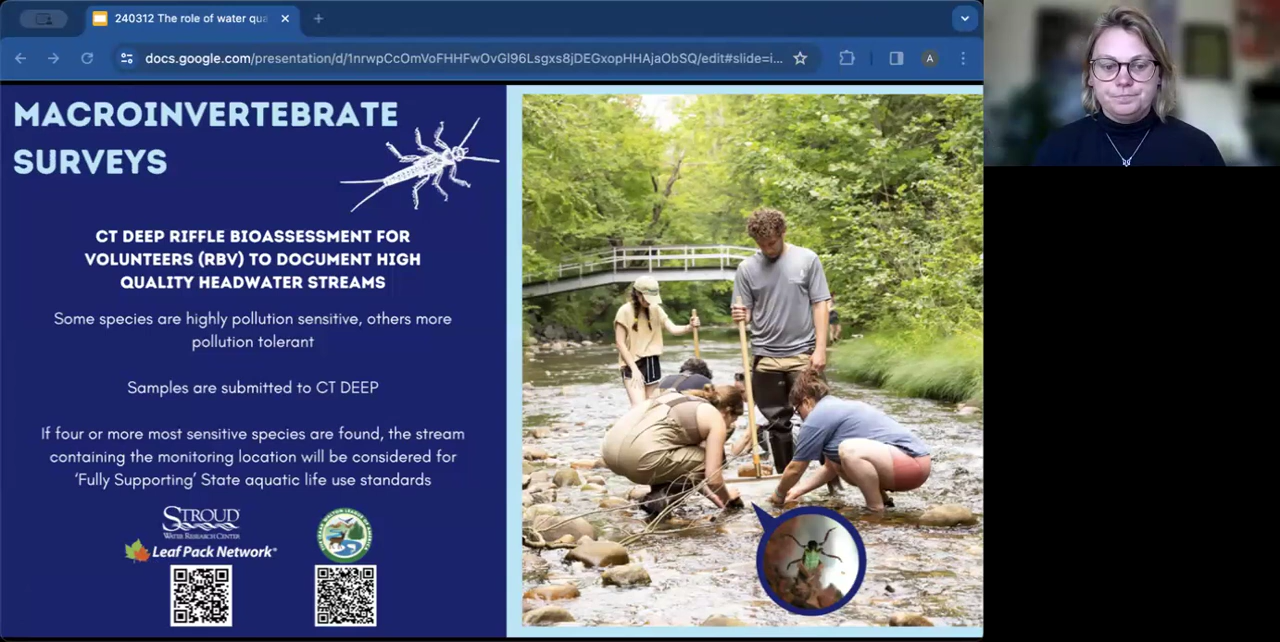 240312 The role of water qua
docs.google.com/presentation/d/1nrwpCcOmVoFHHFwOvGl96Lsgxs8jDEGxopHHAjaObSQ/edit#slide=i...
A
MACROINVERTEBRATE
SURVEYS
CT DEEP RIFFLE BIOASSESSMENT FOR
VOLUNTEERS (RBV) TO DOCUMENT HIGH
QUALITY HEADWATER STREAMS
Some species are highly pollution sensitive, others more
pollution tolerant
Samples are submitted to CT DEEP
If four or more most sensitive species are found, the stream
containing the monitoring location will be considered for
‘Fully Supporting’ State aquatic life use standards
STROUD
WATER RESEARCH CENTER
Leaf Pack Network®